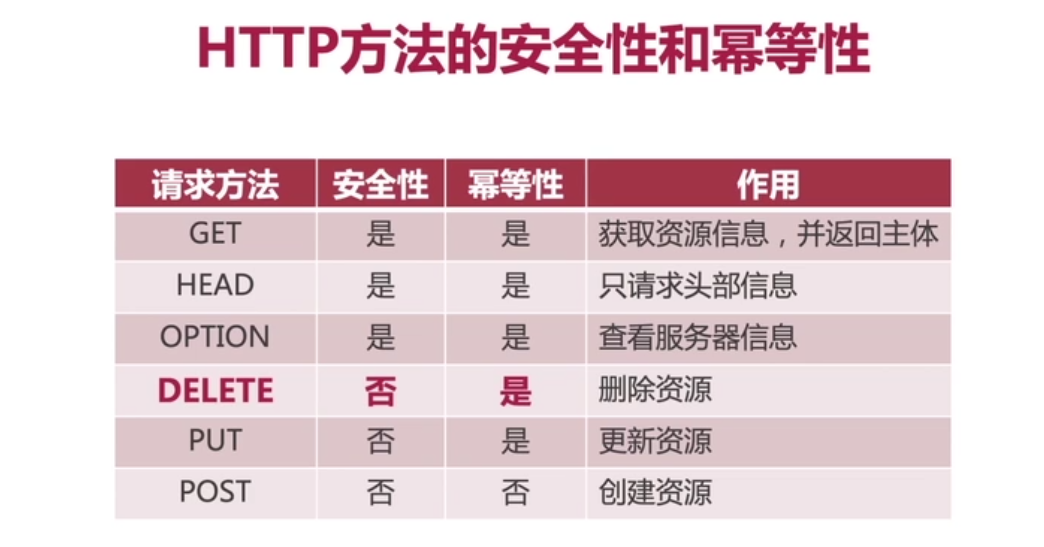 HTTP方法的安全性和幂等性
请求方法 安全性 幂等性 作用
GET 是 是 获取资源信息，并返回主体
HEAD 是 是 只请求头部信息
OPTION 是 是 查看服务器信息
DELETE 否 是 删除资源
PUT 否 是 更新资源
POST 否 否 创建资源